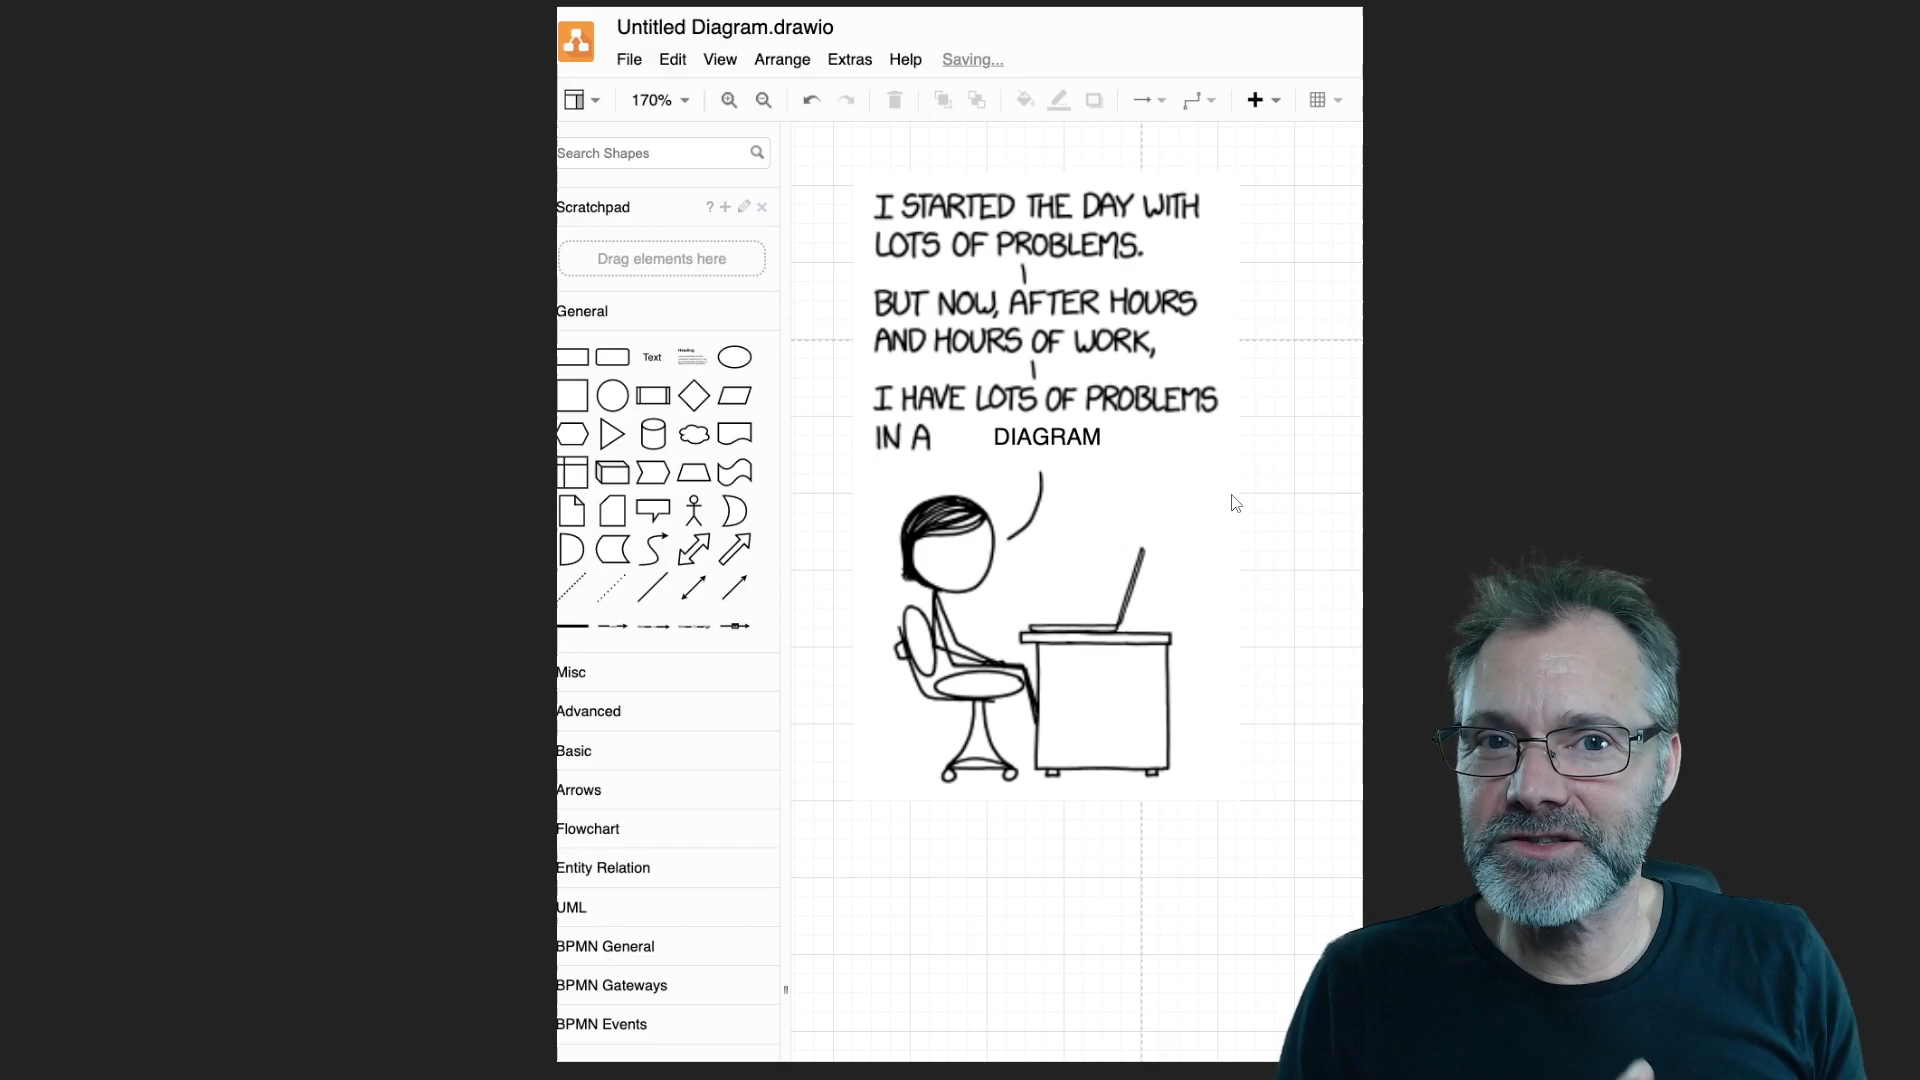 Untitled Diagram.drawio
File Edit View Arrange Extras Help Saving...
170%
Search Shapes
Scratchpad
?
Drag elements here
General
Text
Heading
Misc
Advanced
Basic
Arrows
Flowchart
Entity Relation
UML
BPMN General
BPMN Gateways
BPMN Events
I STARTED THE DAY WITH
LOTS OF PROBLEMS.
BUT NOW, AFTER HOURS
AND HOURS OF WORK,
I HAVE LOTS OF PROBLEMS
IN A DIAGRAM